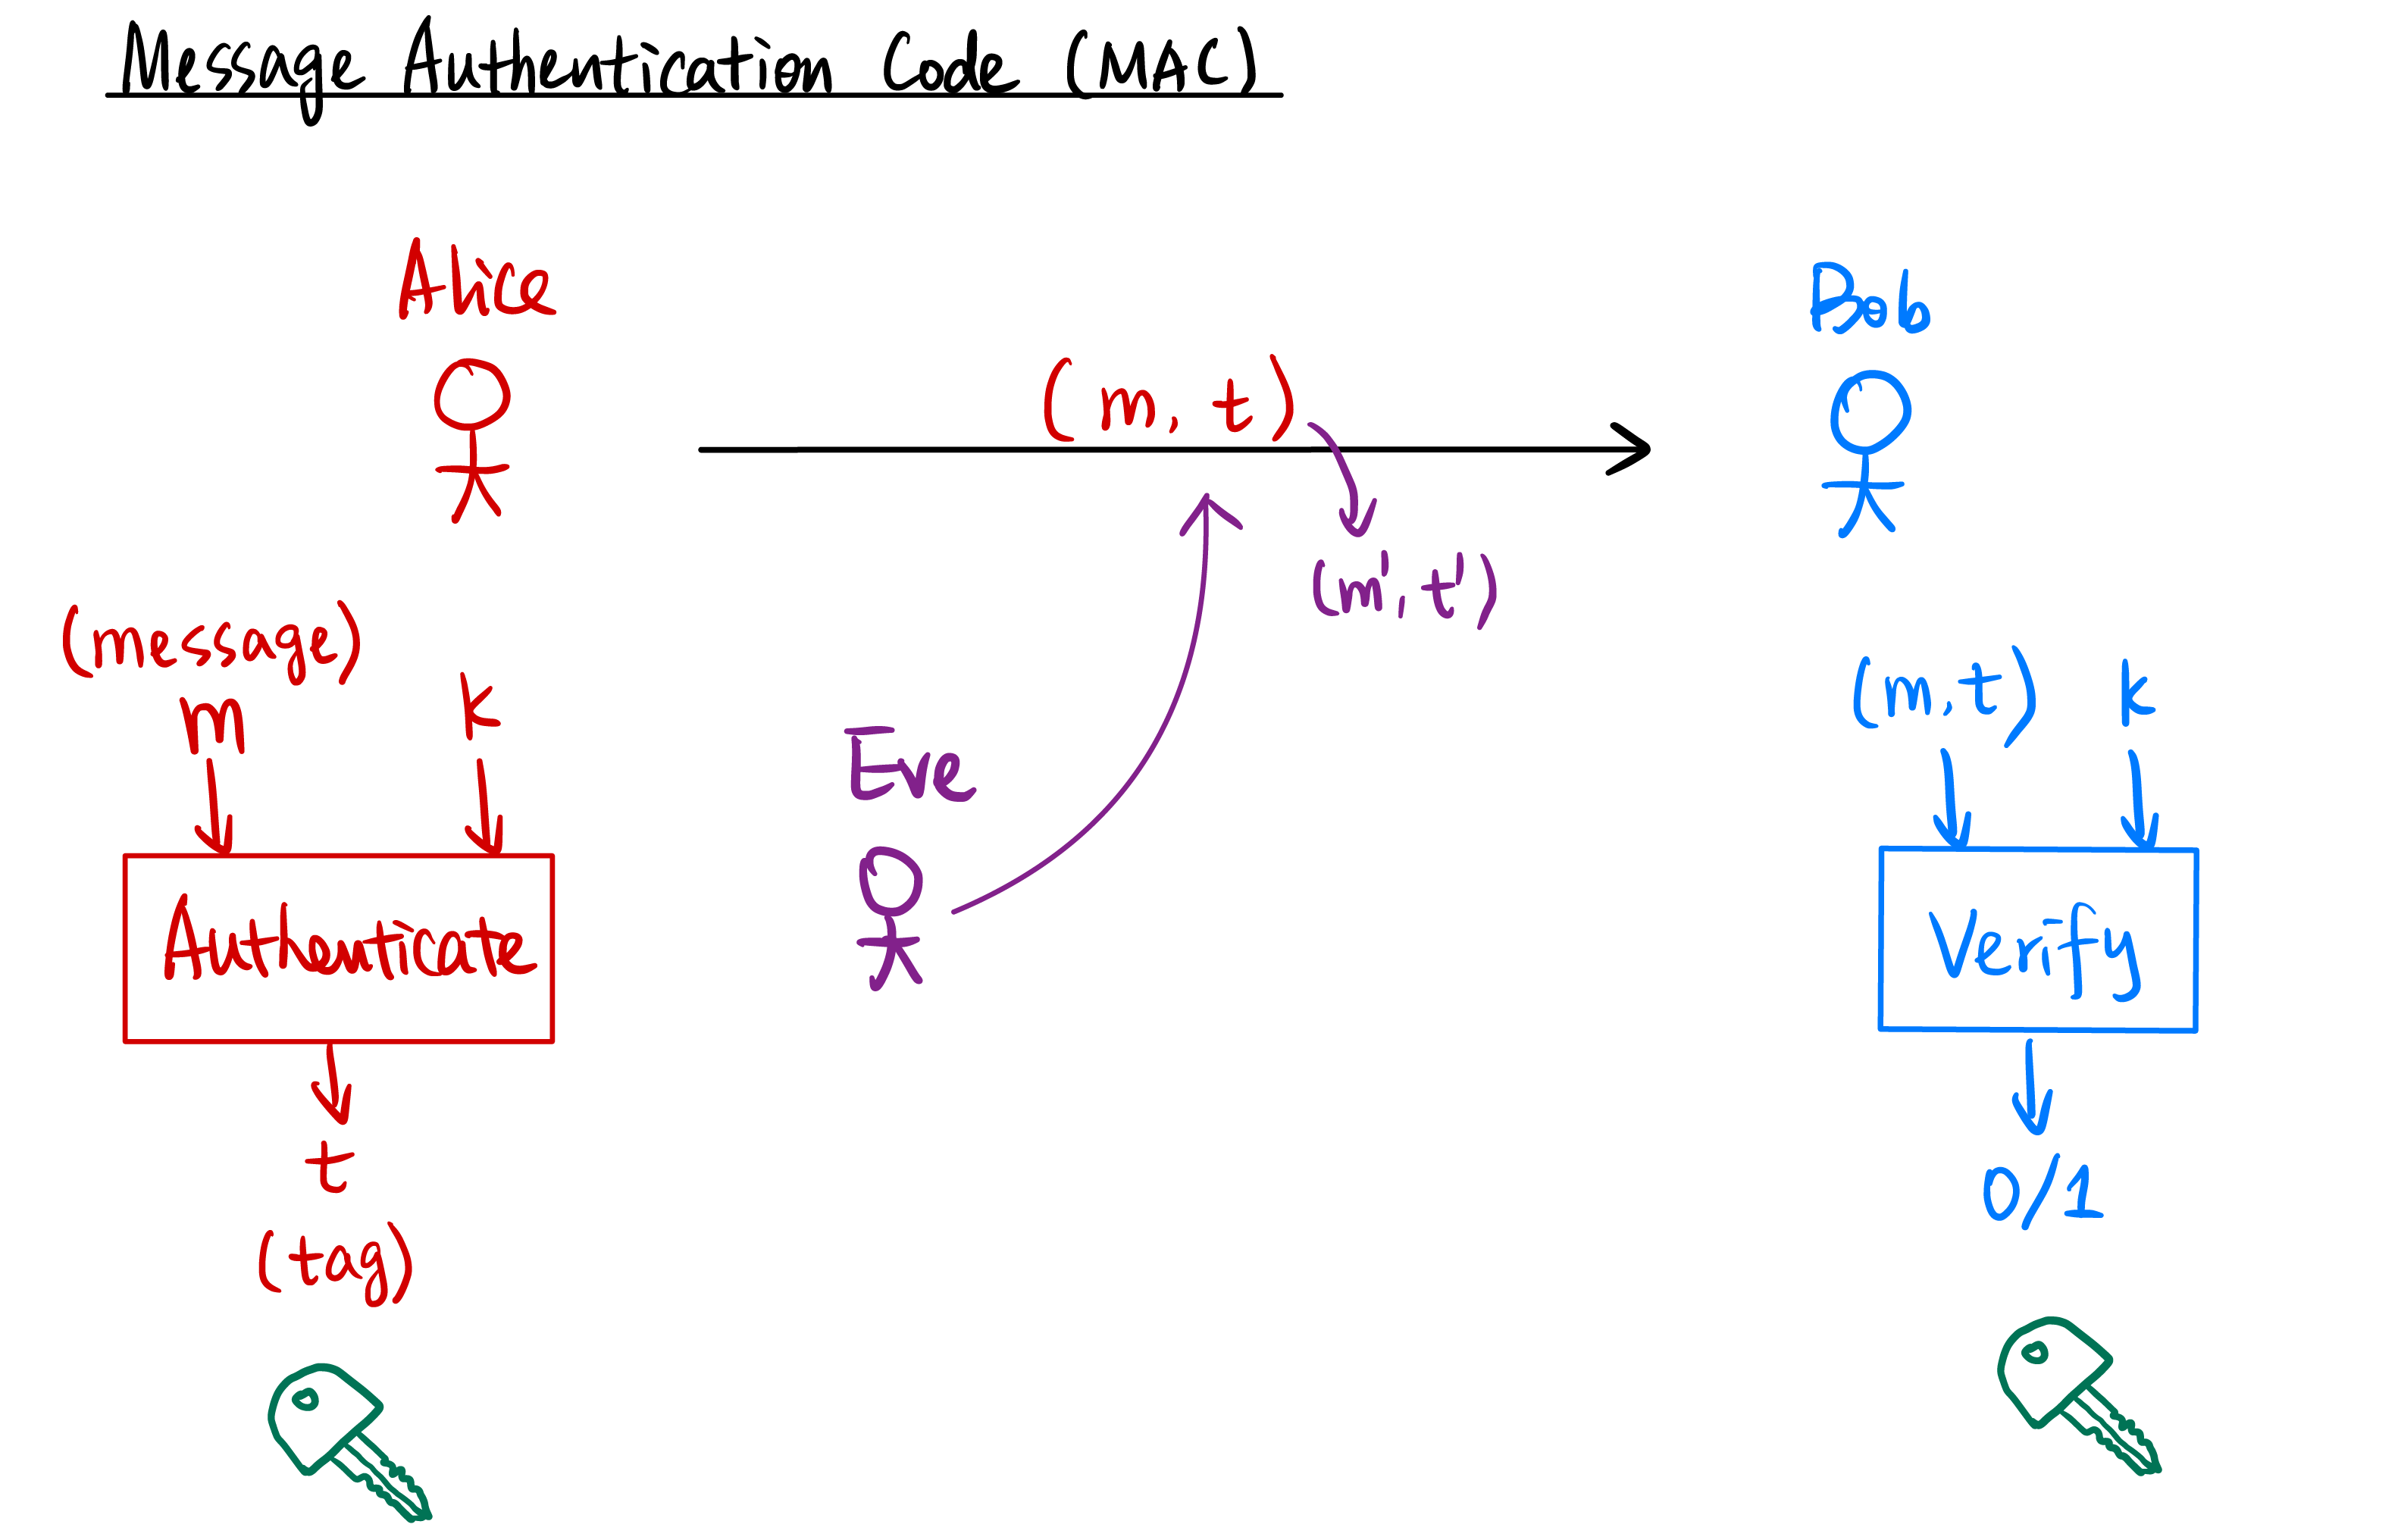 Message Authentication Code (MAC)
Alice
Bob
(m, t)
(m', t')
(message)
m
k
Eve
(m, t)
k
Authenticate
Verify
t
(tag)
0/1